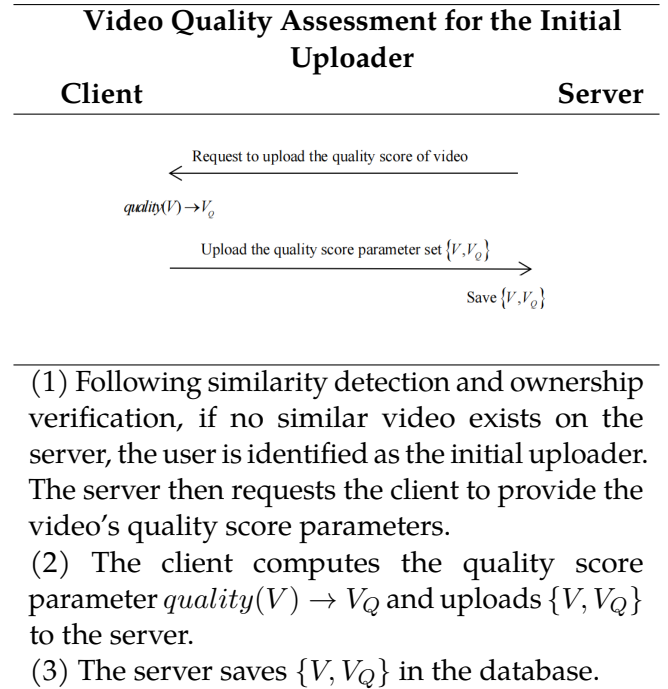 Video Quality Assessment for the Initial
Uploader
Client Server
Request to upload the quality score of video
quality(V)→V_Q
Upload the quality score parameter set {V,V_Q}
Save {V,V_Q}
(1) Following similarity detection and ownership
verification, if no similar video exists on the
server, the user is identified as the initial uploader.
The server then requests the client to provide the
video's quality score parameters.
(2) The client computes the quality score
parameter quality(V) → V_Q and uploads {V, V_Q}
to the server.
(3) The server saves {V, V_Q} in the database.